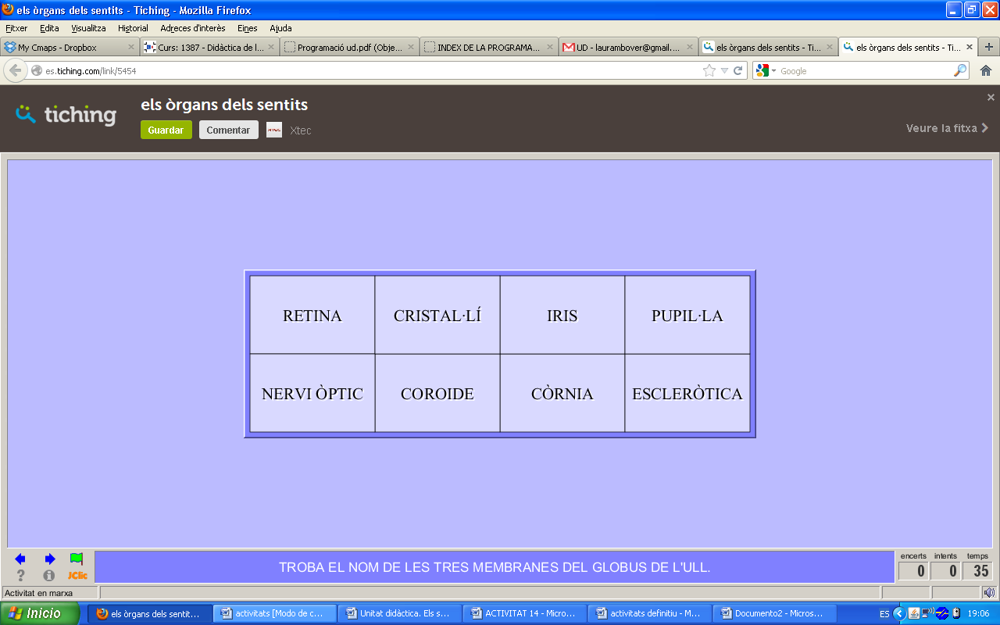 els òrgans dels sentits - Tiching - Mozilla Firefox
Fitxer Edita Visualitza Historial Adreces d'interès Eines Ajuda
My Cmaps - Dropbox
Curs: 1387 - Didàctica de l...
Programació ud.pdf (Obje...
INDEX DE LA PROGRAMA...
UD - laurambover@gmail....
els òrgans dels sentits - Ti...
els òrgans dels sentits - Ti...
es.tiching.com/link/5454
Google
tiching
els òrgans dels sentits
Guardar
Comentar
Xtec
Veure la fitxa
RETINA
CRISTAL·LÍ
IRIS
PUPIL·LA
NERVI ÒPTIC
COROIDE
CÒRNIA
ESCLERÒTICA
JClic
TROBA EL NOM DE LES TRES MEMBRANES DEL GLOBUS DE L'ULL.
encerts intents temps
0 0 35
Activitat en marxa
Inicio
els òrgans dels sentit...
activitats [Modo de c...
Unitat didàctica. Els s...
ACTIVITAT 14 - Micro...
activitats definitiu - M...
Documento2 - Micros...
ES
19:06